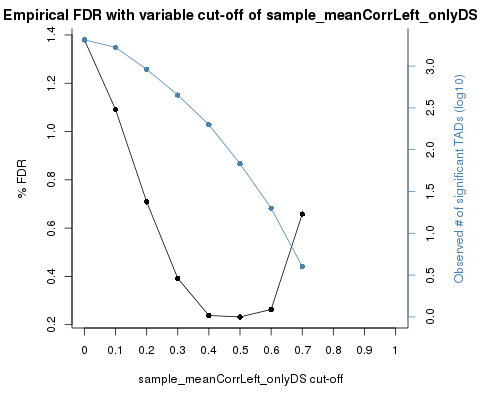 Empirical FDR with variable cut-off of sample_meanCorrLeft_onlyDS
1.4
1.2
1.0
0.8
0.6
0.4
0.2
% FDR
3.0
2.5
2.0
1.5
1.0
0.5
0.0
Observed # of significant TADs (log10)
0 0.1 0.2 0.3 0.4 0.5 0.6 0.7 0.8 0.9 1
sample_meanCorrLeft_onlyDS cut-off